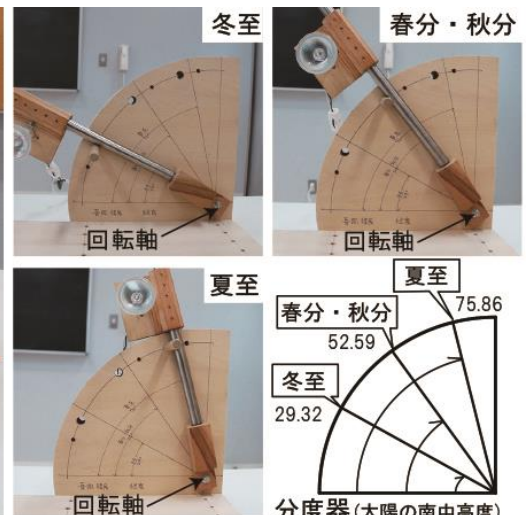 冬至
回転軸
春分・秋分
回転軸
夏至
回転軸
夏至
75.86
春分・秋分
52.59
冬至
29.32
分度器(太陽の南中高度)